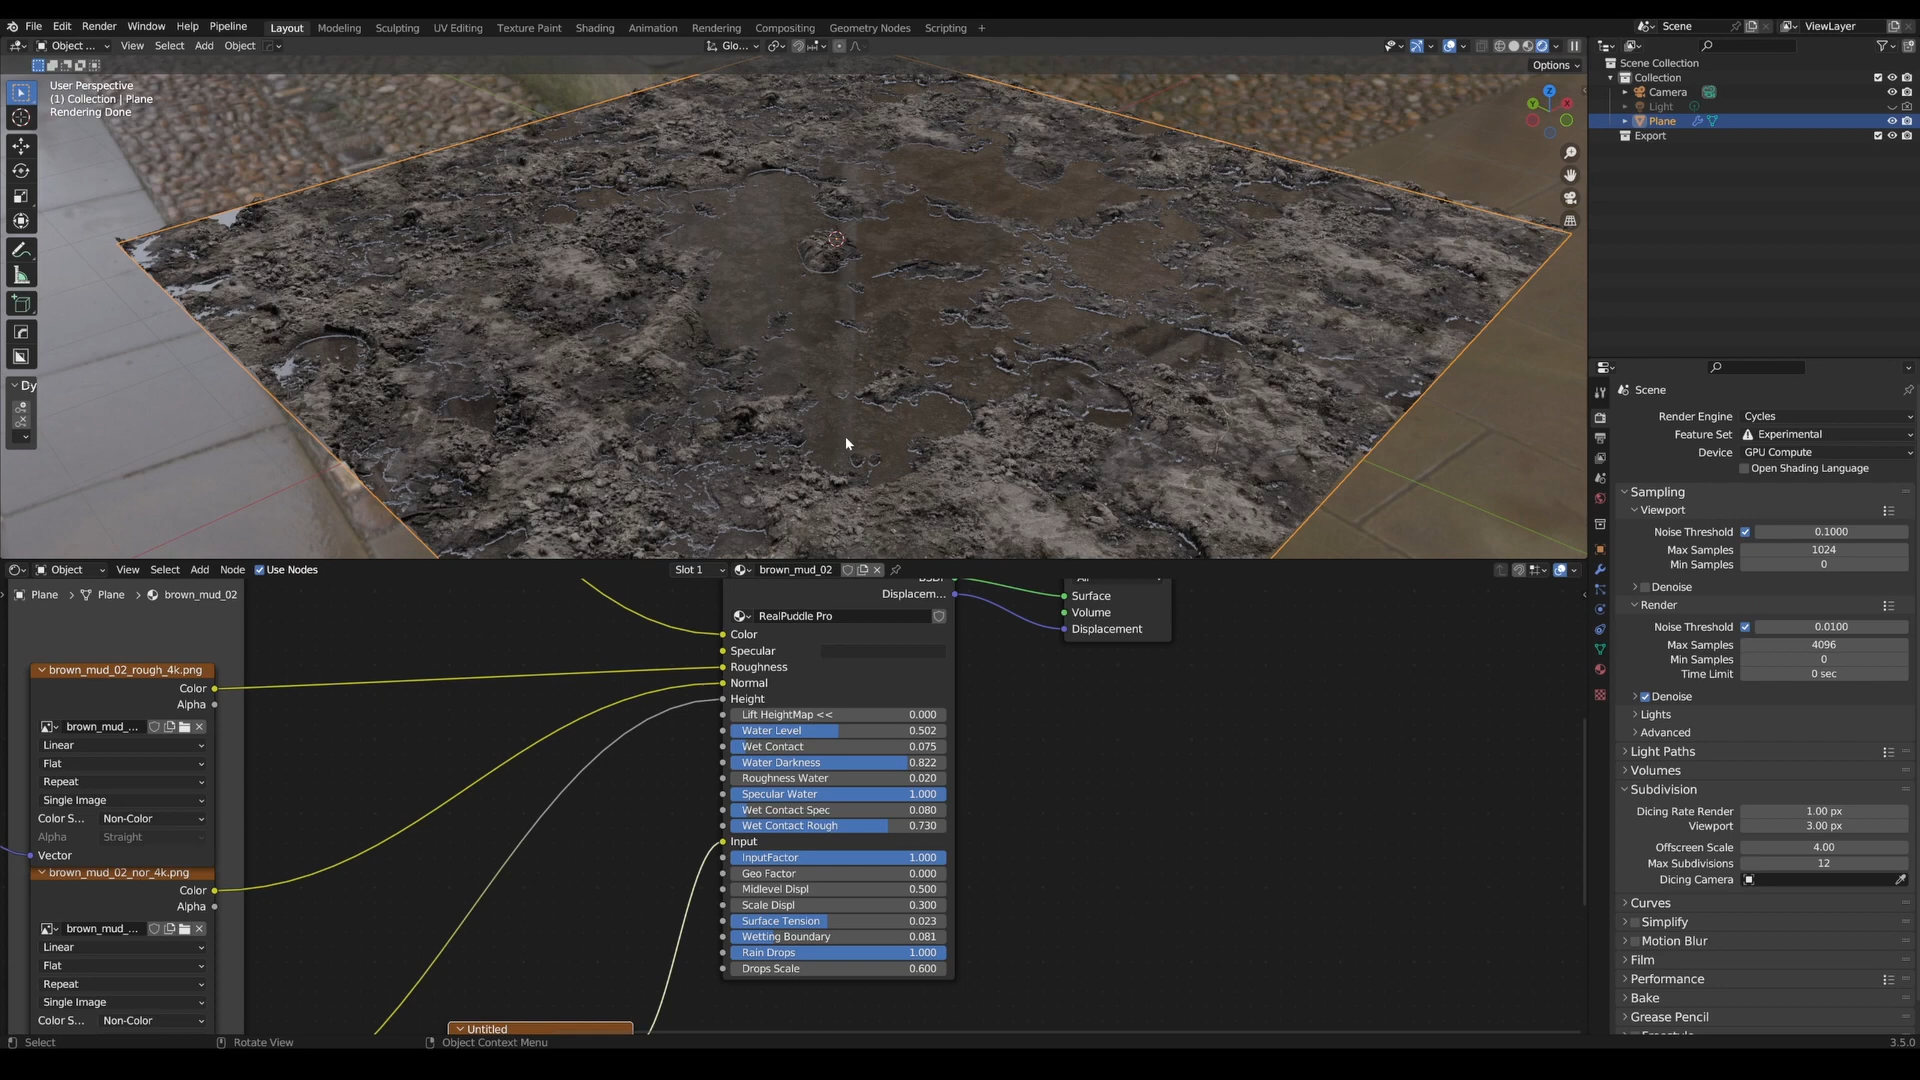 File Edit Render Window Help Pipeline Layout Modeling Sculpting UV Editing Texture Paint Shading Animation Rendering Compositing Geometry Nodes Scripting + Scene ViewLayer
Object ... View Select Add Object Glo...
Options
User Perspective
(1) Collection | Plane
Rendering Done
Z
Y
X
Dy
Scene Collection
Collection
Camera
Light
Plane
Export
Scene
Render Engine Cycles
Feature Set Experimental
Device GPU Compute
Open Shading Language
Sampling
Viewport
Noise Threshold 0.1000
Max Samples 1024
Min Samples 0
Denoise
Render
Noise Threshold 0.0100
Max Samples 4096
Min Samples 0
Time Limit 0 sec
Denoise
Lights
Advanced
Light Paths
Volumes
Subdivision
Dicing Rate Render 1.00 px
Viewport 3.00 px
Offscreen Scale 4.00
Max Subdivisions 12
Dicing Camera
Curves
Simplify
Motion Blur
Film
Performance
Bake
Grease Pencil
Object View Select Add Node Use Nodes Slot 1 brown_mud_02
Plane > Plane > brown_mud_02
brown_mud_02_rough_4k.png
Color
Alpha
brown_mud_...
Linear
Flat
Repeat
Single Image
Color S... Non-Color
Alpha Straight
Vector
brown_mud_02_nor_4k.png
Color
Alpha
brown_mud_...
Linear
Flat
Repeat
Single Image
Color S... Non-Color
Displacem...
RealPuddle Pro
Color
Specular
Roughness
Normal
Height
Lift HeightMap << 0.000
Water Level 0.502
Wet Contact 0.075
Water Darkness 0.822
Roughness Water 0.020
Specular Water 1.000
Wet Contact Spec 0.080
Wet Contact Rough 0.730
Input
InputFactor 1.000
Geo Factor 0.000
Midlevel Displ 0.500
Scale Displ 0.300
Surface Tension 0.023
Wetting Boundary 0.081
Rain Drops 1.000
Drops Scale 0.600
Surface
Volume
Displacement
Untitled
Select Rotate View Object Context Menu 3.5.0